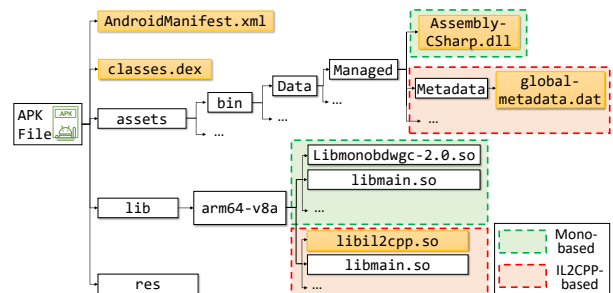 AndroidManifest.xml
Assembly-
CSharp.dll
classes.dex
Managed
Data
bin
...
...
...
Metadata
global-
metadata.dat
...
APK
File
.APK
assets
Libmonobdwgc-2.0.so
libmain.so
...
lib
arm64-v8a
libil2cpp.so
libmain.so
...
res
Mono-
based
IL2CPP-
based